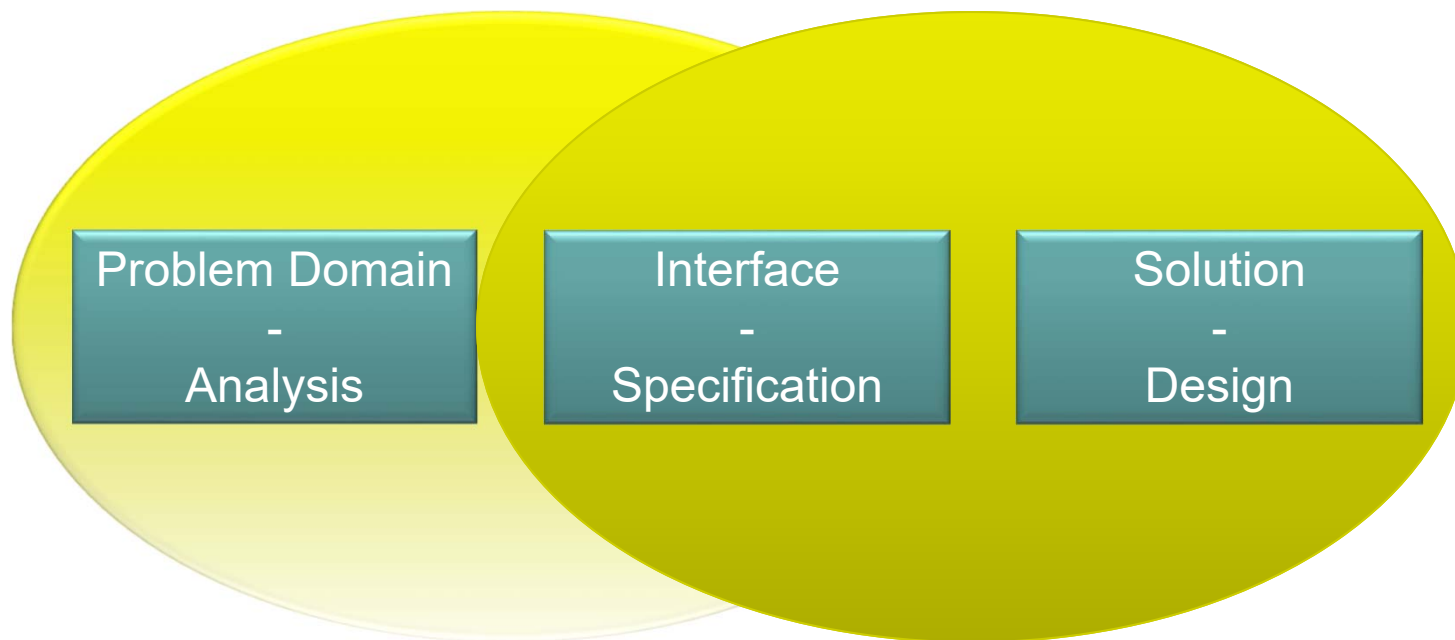 Problem Domain
-
Analysis
Interface
-
Specification
Solution
-
Design